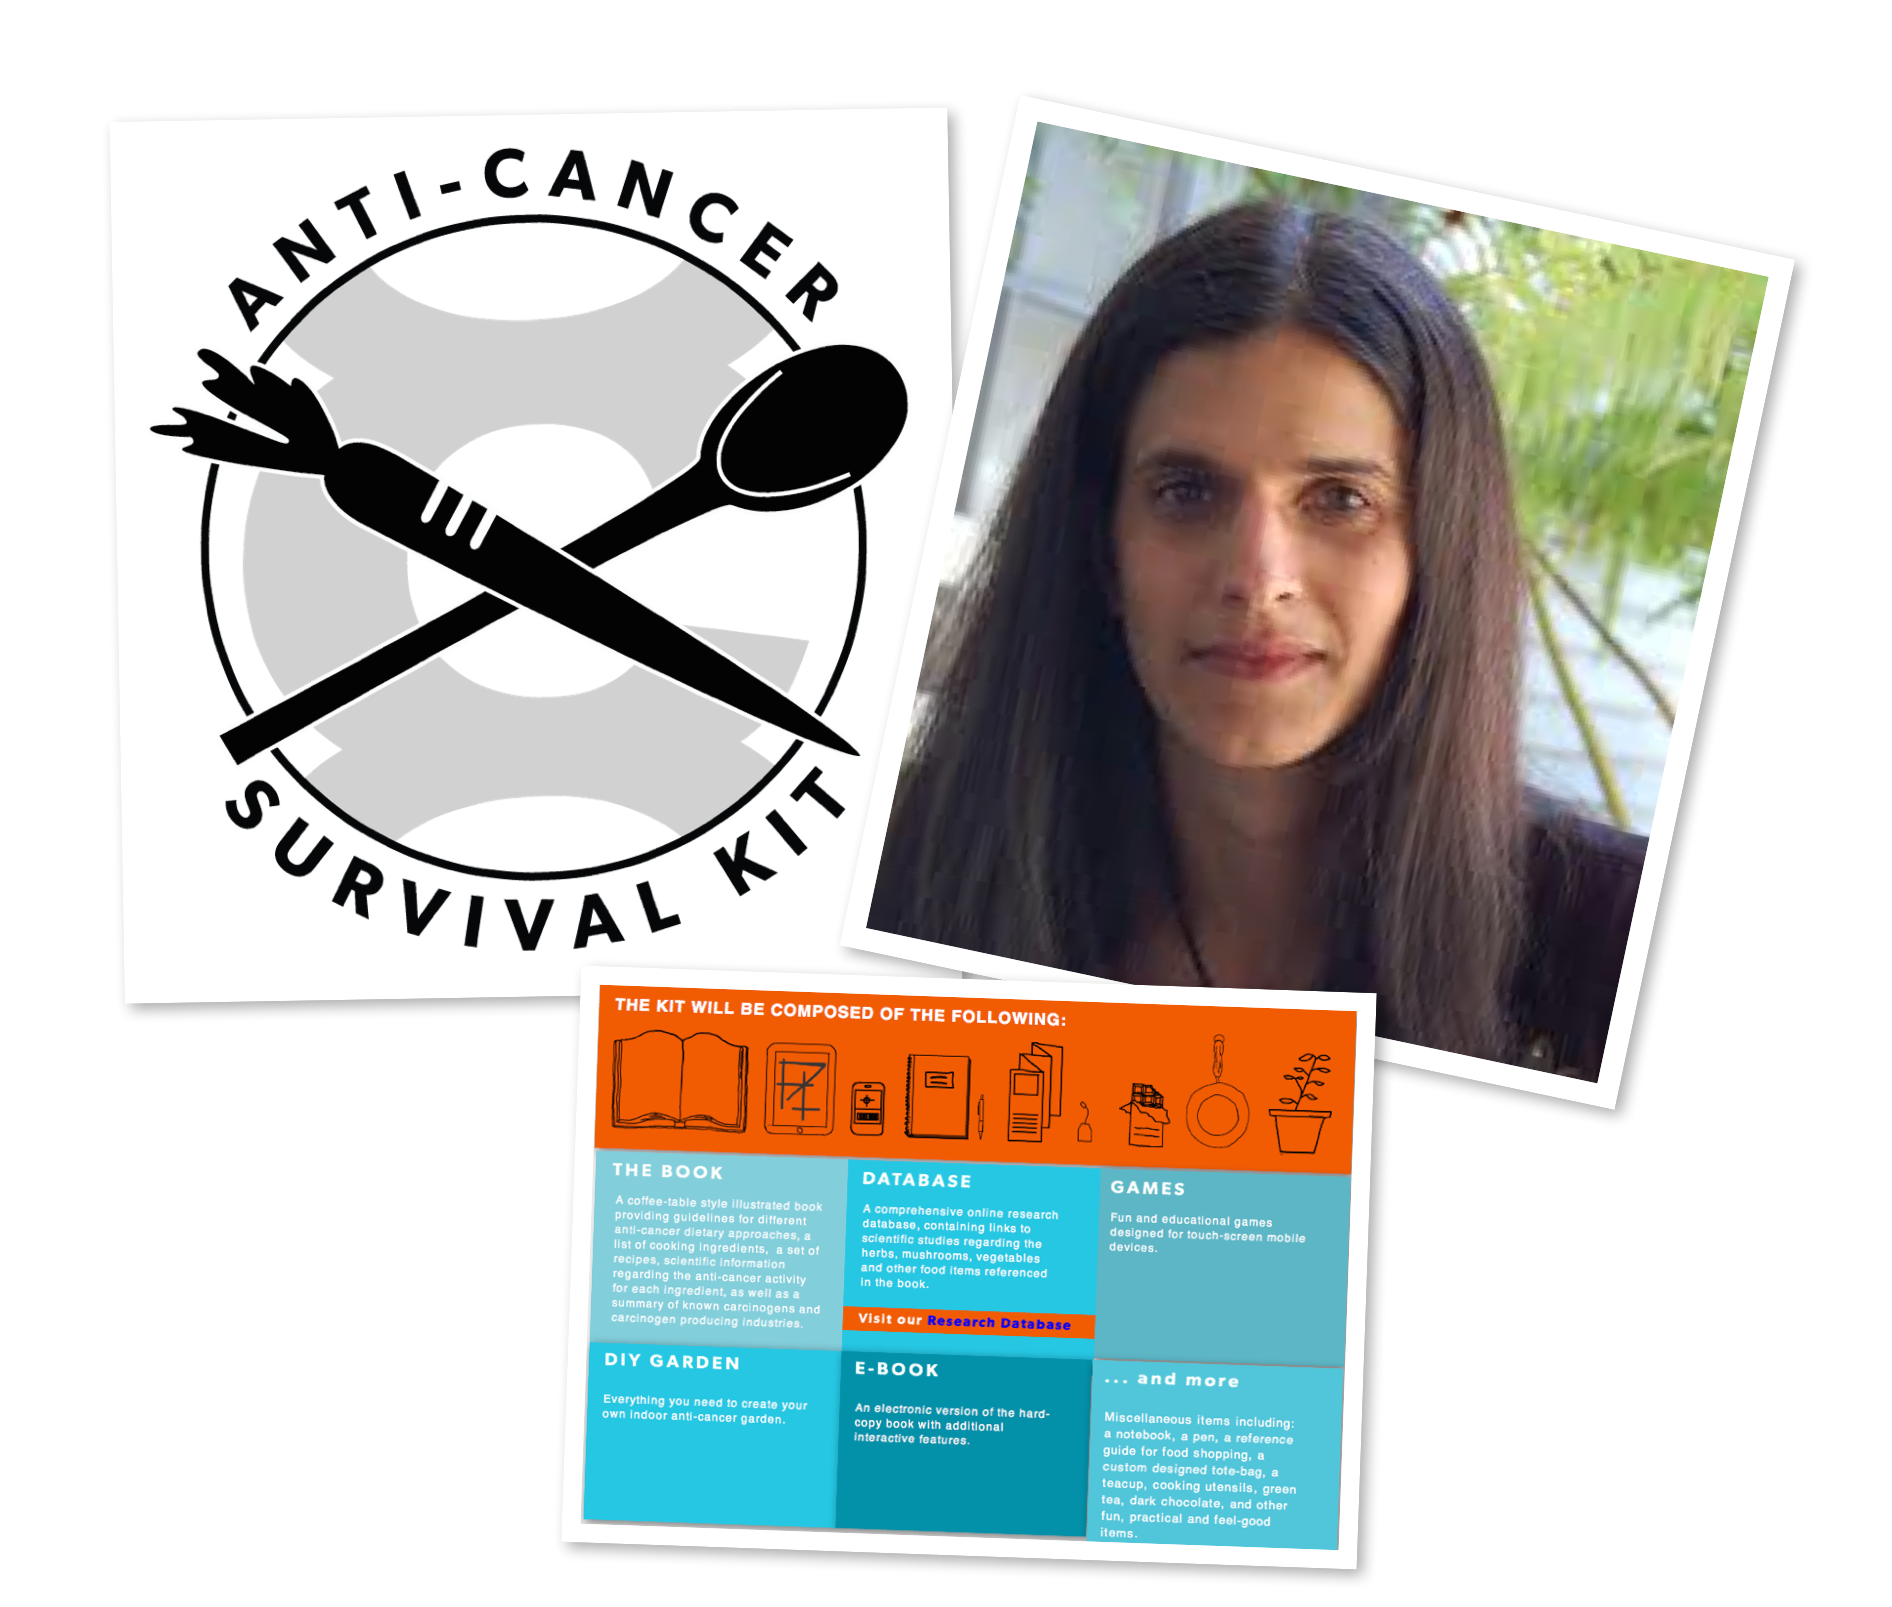 ANTI-CANCER
SURVIVAL KIT
THE KIT WILL BE COMPOSED OF THE FOLLOWING:
THE BOOK
A coffee-table style illustrated book
providing guidelines for different
anti-cancer dietary approaches, a
list of cooking ingredients, a set of
recipes, scientific information
regarding the anti-cancer activity
for each ingredient, as well as a
summary of known carcinogens and
carcinogen producing industries.
DATABASE
A comprehensive online research
database, containing links to
scientific studies regarding the
herbs, mushrooms, vegetables
and other food items referenced
in the book.
Visit our Research Database
GAMES
Fun and educational games
designed for touch-screen mobile
devices.
DIY GARDEN
Everything you need to create your
own indoor anti-cancer garden.
E-BOOK
An electronic version of the hard-
copy book with additional
interactive features.
... and more
Miscellaneous items including:
a notebook, a pen, a reference
guide for food shopping, a
custom designed tote-bag, a
teacup, cooking utensils, green
tea, dark chocolate, and other
fun, practical and feel-good
items.